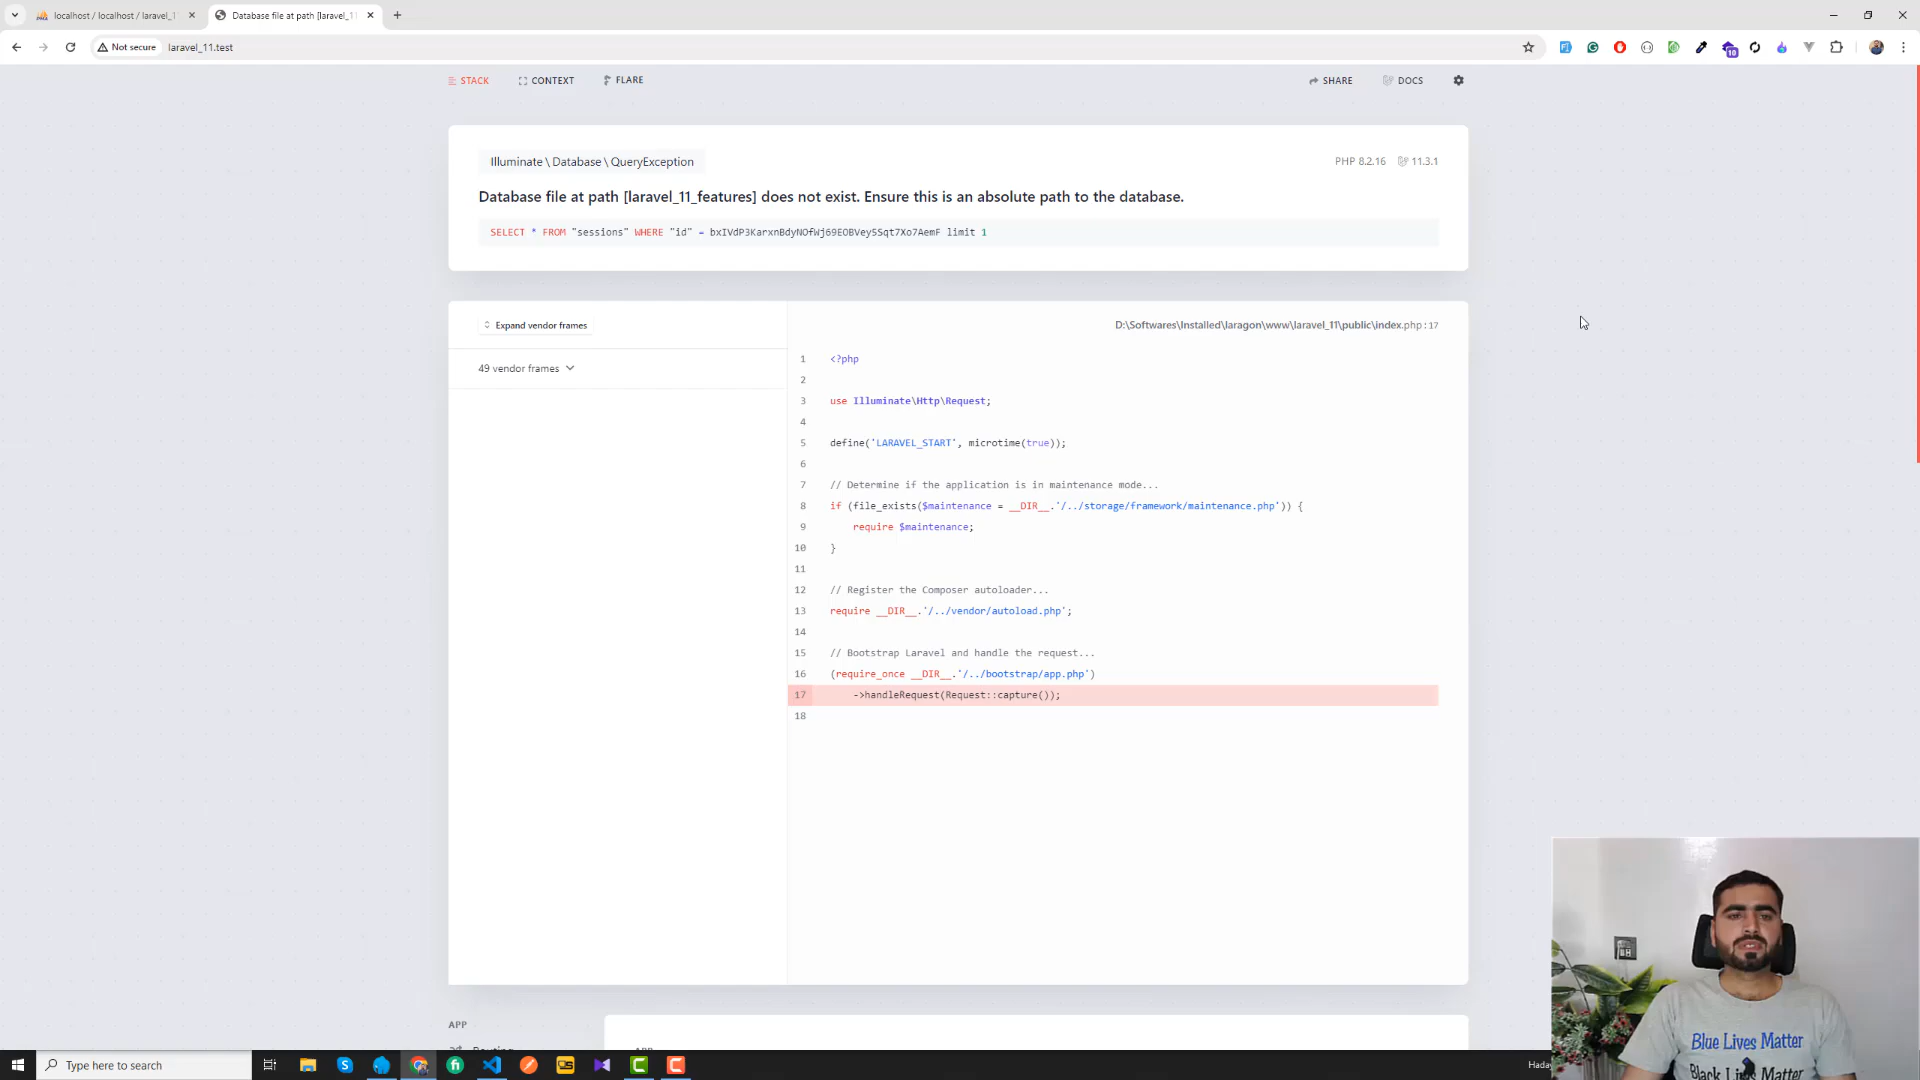 localhost / localhost / laravel_1
Database file at path [laravel_11
Not secure
laravel_11.test
10
STACK
CONTEXT
FLARE
SHARE
DOCS
Illuminate \ Database \ QueryException
PHP 8.2.16
11.3.1
Database file at path [laravel_11_features] does not exist. Ensure this is an absolute path to the database.
SELECT * FROM "sessions" WHERE "id" = bxIVdP3KarxnBdyNOfWj69EOBVey5Sqt7Xo7AemF limit 1
Expand vendor frames
49 vendor frames
D:\Softwares\Installed\laragon\www\laravel_11\public\index.php:17
1 <?php
2
3 use Illuminate\Http\Request;
4
5 define('LARAVEL_START', microtime(true));
6
7 // Determine if the application is in maintenance mode...
8 if (file_exists($maintenance = __DIR__.'/../storage/framework/maintenance.php')) {
9 require $maintenance;
10 }
11
12 // Register the Composer autoloader...
13 require __DIR__.'/../vendor/autoload.php';
14
15 // Bootstrap Laravel and handle the request...
16 (require_once __DIR__.'/../bootstrap/app.php')
17 ->handleRequest(Request::capture());
18
APP
Type here to search
Haday
Blue Lives Matter
Black Lives Matter